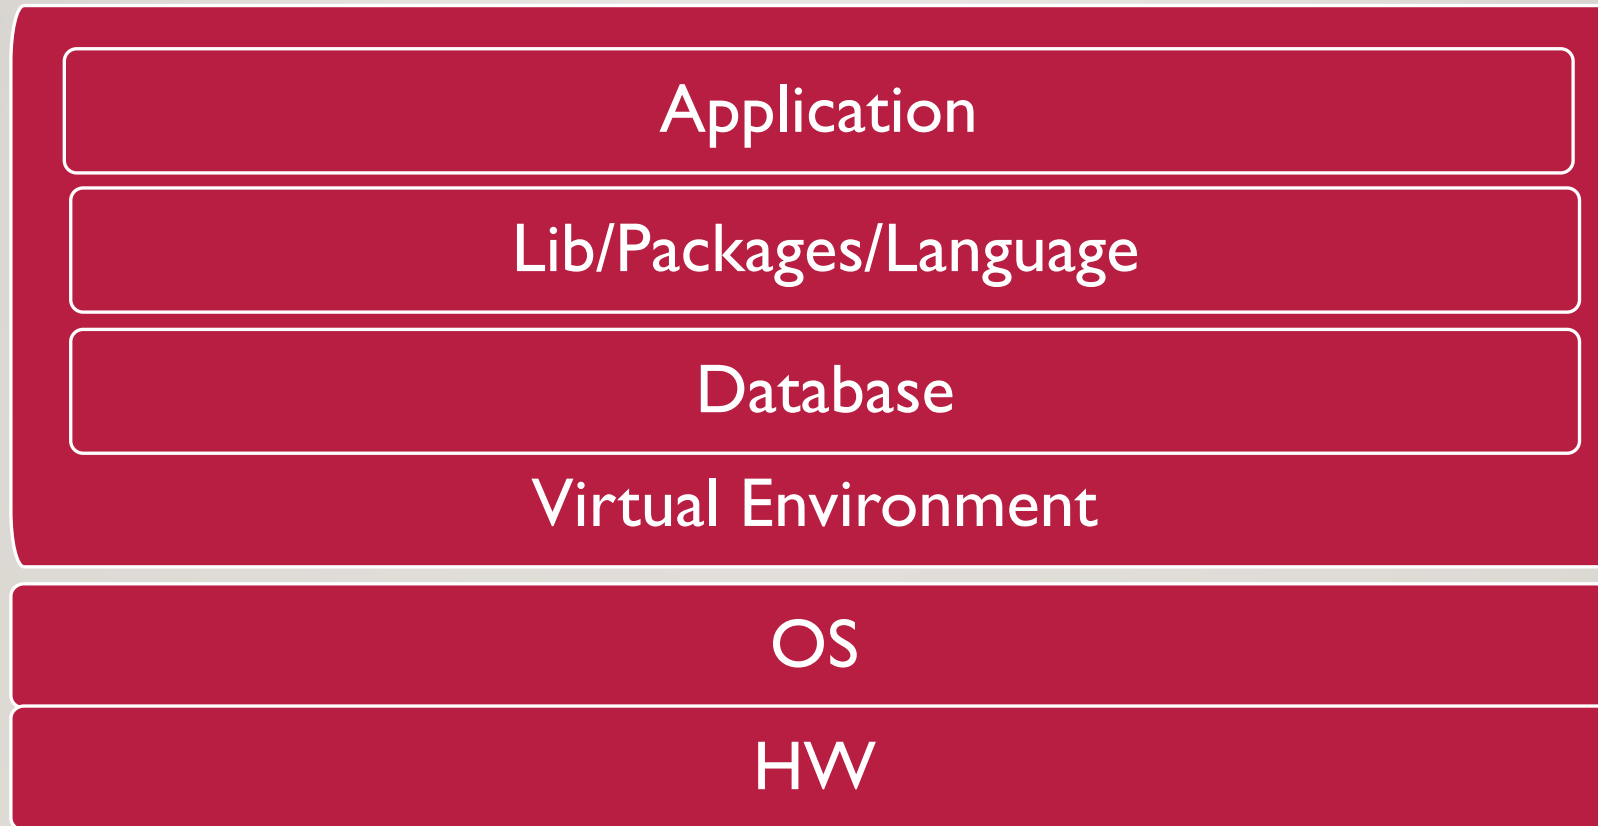 Application
Lib/Packages/Language
Database
Virtual Environment
OS
HW